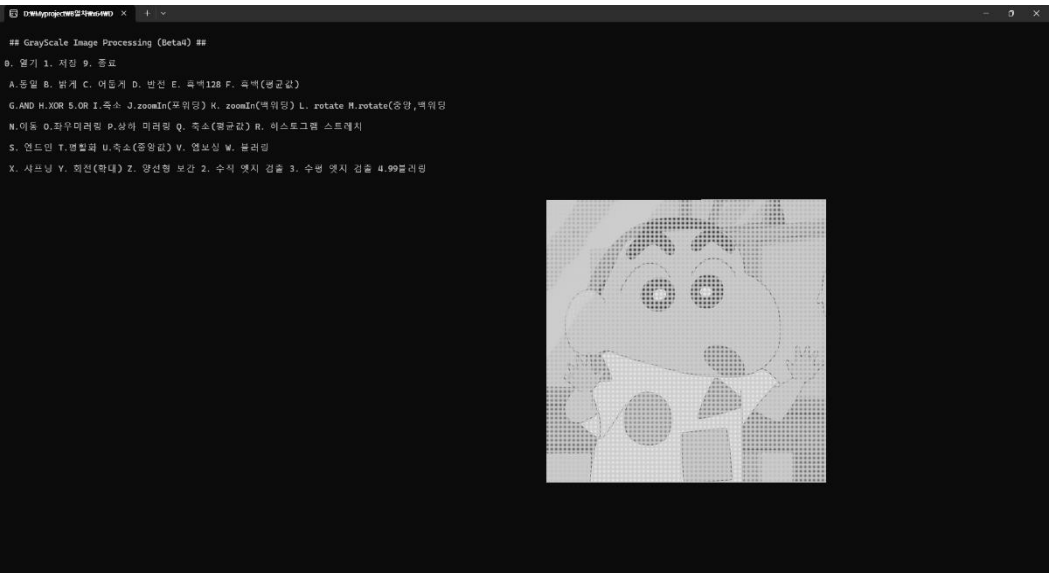 ## GrayScale Image Processing (Beta4) ##
0. 열기 1. 저장 9. 종료
A.동일 B. 밝게 C. 어둡게 D. 반전 E. 흑백128 F. 흑백(평균값)
G.AND H.XOR 5.OR I.축소 J.zoomIn(포워딩) K. zoomIn(백워딩) L. rotate M.rotate(중앙,백워딩
N.이동 O.좌우미러링 P.상하 미러링 Q. 축소(평균값) R. 히스토그램 스트레치
S. 엔드인 T.평활화 U.축소(중앙값) V. 엠보싱 W. 블러링
X. 샤프닝 Y. 회전(확대) Z. 양선형 보간 2. 수직 엣지 검출 3. 수평 엣지 검출 4.99블러링